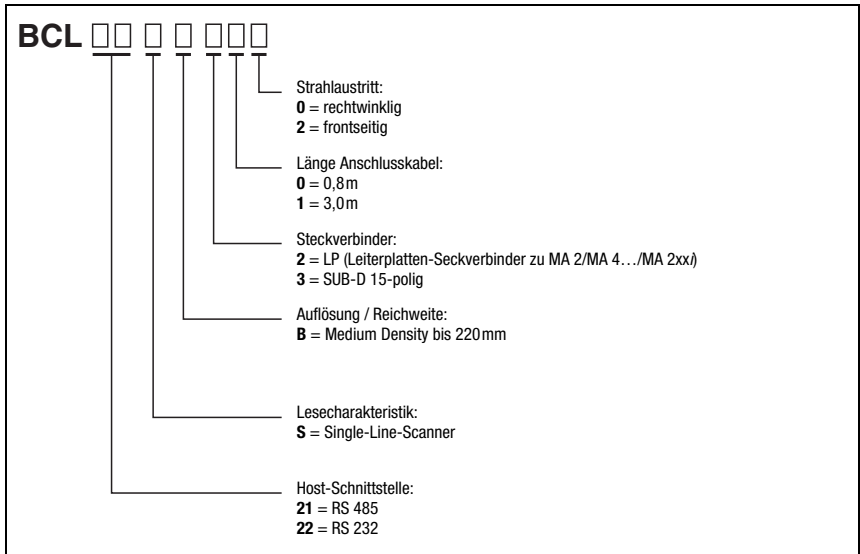 BCL □□ □ □ □□□
Strahlaustritt:
0 = rechtwinklig
2 = frontseitig
Länge Anschlusskabel:
0 = 0,8m
1 = 3,0m
Steckverbinder:
2 = LP (Leiterplatten-Seckverbinder zu MA 2/MA 4…/MA 2xxi)
3 = SUB-D 15-polig
Auflösung / Reichweite:
B = Medium Density bis 220mm
Lesecharakteristik:
S = Single-Line-Scanner
Host-Schnittstelle:
21 = RS 485
22 = RS 232